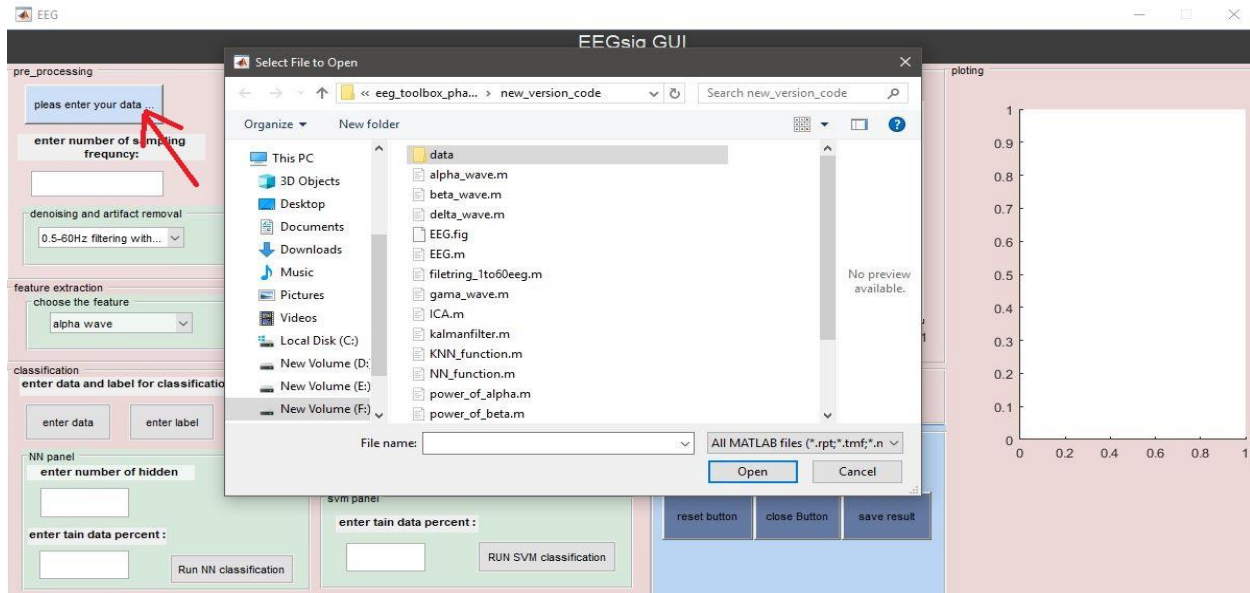 EEG
EEGsig GUI
pre_processing
pleas enter your data ...
enter number of sampling
frequncy:
denoising and artifact removal
0.5-60Hz filtering with...
feature extraction
choose the feature
alpha wave
classification
enter data and label for classificatio
enter data
enter label
NN panel
enter number of hidden
enter tain data percent :
Run NN classification
Select File to Open
« eeg_toolbox_pha... › new_version_code
Search new_version_code
Organize
New folder
This PC
3D Objects
Desktop
Documents
Downloads
Music
Pictures
Videos
Local Disk (C:)
New Volume (D:
New Volume (E:)
New Volume (F:)
data
alpha_wave.m
beta_wave.m
delta_wave.m
EEG.fig
EEG.m
filetring_1to60eeg.m
gama_wave.m
ICA.m
kalmanfilter.m
KNN_function.m
NN_function.m
power_of_alpha.m
power_of_beta.m
No preview
available.
File name:
All MATLAB files (*.rpt;*.tmf;*.n
Open
Cancel
svm panel
enter tain data percent :
RUN SVM classification
reset button
close Button
save result
ploting
1
0.9
0.8
0.7
0.6
0.5
0.4
0.3
0.2
0.1
0
0 0.2 0.4 0.6 0.8 1